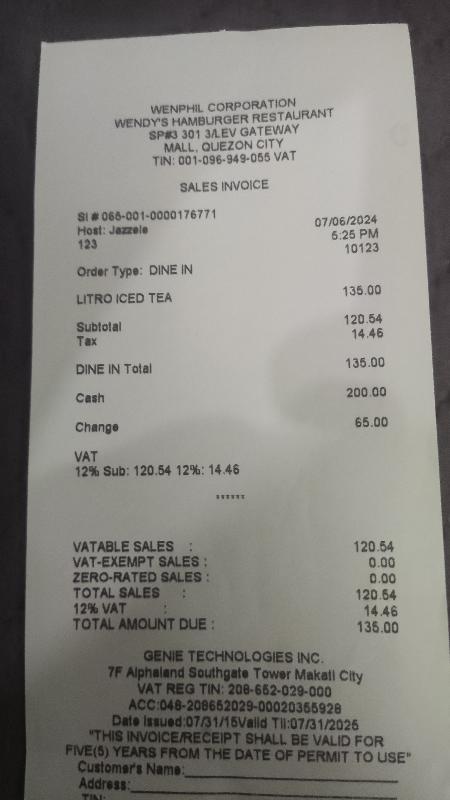 WENPHIL CORPORATION
WENDY'S HAMBURGER RESTAURANT
SP#3 301 3/LEV GATEWAY
MALL, QUEZON CITY
TIN: 001-096-949-055 VAT
SALES INVOICE
SI # 065-001-0000176771
Host: Jazzele 07/06/2024
123 5:25 PM
10123
Order Type: DINE IN
LITRO ICED TEA 135.00
Subtotal 120.54
Tax 14.46
DINE IN Total 135.00
Cash 200.00
Change 65.00
VAT
12% Sub: 120.54 12%: 14.46
******
VATABLE SALES : 120.54
VAT-EXEMPT SALES : 0.00
ZERO-RATED SALES : 0.00
TOTAL SALES : 120.54
12% VAT : 14.46
TOTAL AMOUNT DUE : 135.00
GENIE TECHNOLOGIES INC.
7F Alphaland Southgate Tower Makati City
VAT REG TIN: 208-652-029-000
ACC:048-208652029-00020355928
Date Issued:07/31/15Valid Til:07/31/2025
"THIS INVOICE/RECEIPT SHALL BE VALID FOR
FIVE(5) YEARS FROM THE DATE OF PERMIT TO USE"
Customer's Name:
Address:
TIN: